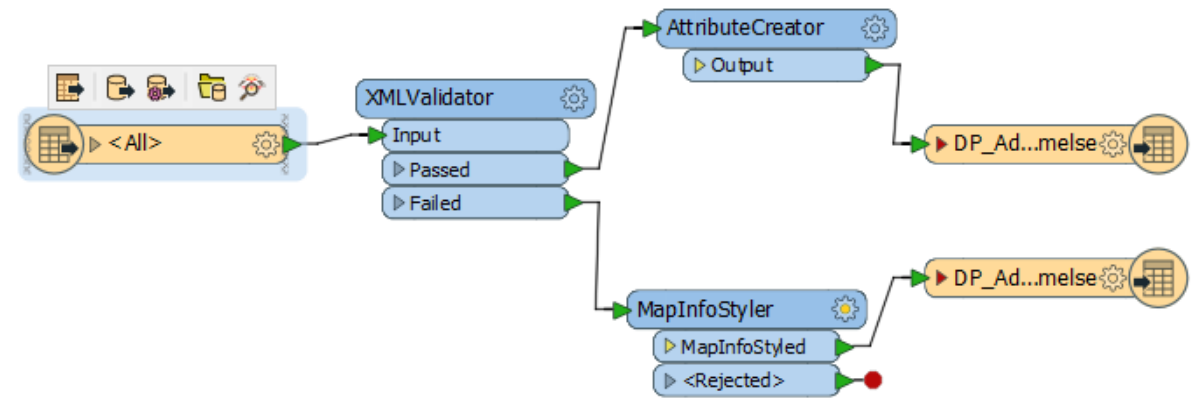 AttributeCreator
Output
XMLValidator
<All>
Input
Passed
Failed
DP_Ad...melse
DP_Ad...melse
MapInfoStyler
MapInfoStyled
<Rejected>